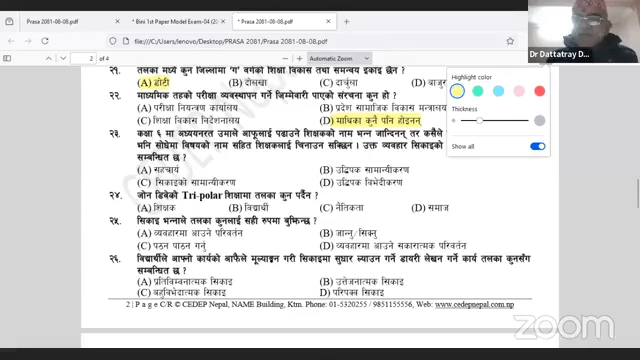 Prasa 2081-08-08.pdf
* Bini 1st Paper Model Exam-04 (
* Prasa 2081-08-08.pdf
file:///C:/Users/lenovo/Desktop/PRASA 2081/Prasa 2081-08-08.pdf
2 of 4
Automatic Zoom
Dr Dattatray D...
Highlight color
Thickness
Show all
२१. तलका मध्ये कुन जिल्लामा 'ग' वर्गको शिक्षा विकास तथा समन्वय इकाइ छैन ?
(A) डोटी (B) दोलखा (C) दार्चुला (D) बाजुरा
२२. माध्यमिक तहको परीक्षा व्यवस्थापन गर्ने जिम्मेवारी पाएको संरचना कुन हो ?
(A) परीक्षा नियन्त्रण कार्यालय (B) प्रदेश सामाजिक विकास मन्त्रालय
(C) शिक्षा विकास निर्देशनालय (D) माथिका कुनै पनि होइनन्
२३. कक्षा ६ मा अध्ययनरत उमाले आफूलाई पढाउने शिक्षकको नाम भन्न जान्दिनन् तर कसैले
भनि सोधेमा विषयको नाम सहित शिक्षकलाई चिनाउन सक्छिन । उक्त व्यवहार सिकाइको
सम्बन्धित छ ?
(A) सहचार्य (B) उद्दिपक सामान्यीकरण
(C) सिकाइको सामान्यीकरण (D) उद्दिपक विभेदीकरण
२४. जोन डिवेको Tri-polar शिक्षामा तलका कुन पर्दैन ?
(A) शिक्षक (B) विद्यार्थी (C) नैतिकता (D) समाज
२५. सिकाइ भन्नाले तलका कुनलाई सही रुपमा बुझिन्छ ?
(A) व्यवहारमा आउने परिवर्तन (B) जान्नु/सिक्नु
(C) पठन पाठन गर्नु (D) व्यवहारमा आउने सकारात्मक परिवर्तन
२६. विद्यार्थीले आफ्नो कार्यको आफैले मूल्याङ्कन गरी सिकाइमा सुधार ल्याउन गर्ने डायरी लेखन गर्ने कार्य तलका कुनसँग
सम्बन्धित छ ?
(A) प्रतिविम्वनात्मक सिकाइ (B) उत्तेजनात्मक सिकाइ
(C) बहुविभेदात्मक सिकाइ (D) परिपक्व सिकाइ
2 | P a g e C/R © CEDEP Nepal, NAME Building, Ktm. Phone: 01-5320255 / 9851155556, Web: www.cedepnepal.com.np
zoom